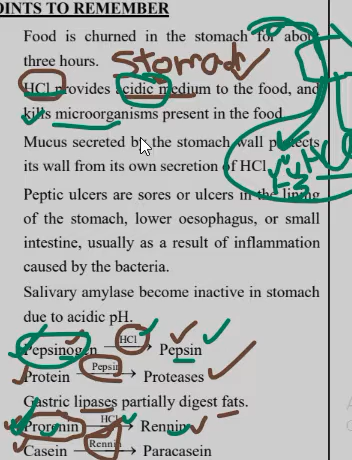 OINTS TO REMEMBER
Food is churned in the stomach for about
three hours.
Stomach
HCl provides acidic medium to the food, and
kills microorganisms present in the food.
Mucus secreted by the stomach wall protects
its wall from its own secretion of HCl.
HCl
Peptic ulcers are sores or ulcers in the lining
of the stomach, lower oesophagus, or small
intestine, usually as a result of inflammation
caused by the bacteria.
Salivary amylase become inactive in stomach
due to acidic pH.
Pepsinogen HCl → Pepsin
Protein Pepsin → Proteases
Gastric lipases partially digest fats.
Prorenin HCl → Rennin
Casein Rennin → Paracasein